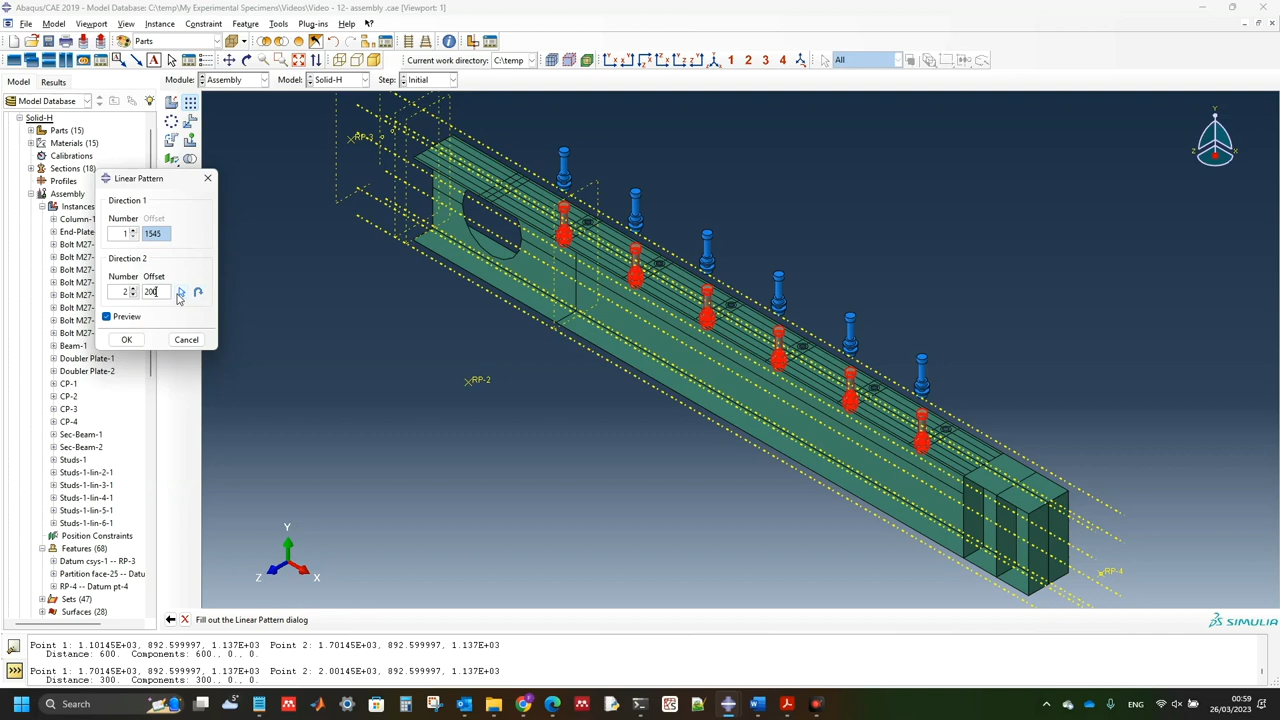 Abaqus/CAE 2019 - Model Database: C:\temp\My Experimental Specimens\Videos\Video - 12- assembly .cae [Viewport: 1]
File Model Viewport View Instance Constraint Feature Tools Plug-ins Help
Parts
Current work directory: C:\temp
1 2 3 4
All
Model Results
Module: Assembly Model: Solid-H Step: Initial
Model Database
Solid-H
Parts (15)
Materials (15)
Calibrations
Sections (18)
Profiles
Assembly
Instances
Column-1
End-Plate
Bolt M27-
Bolt M27-
Bolt M27-
Bolt M27-
Bolt M27-
Bolt M27-
Bolt M27-
Bolt M27-
Beam-1
Doubler Plate-1
Doubler Plate-2
CP-1
CP-2
CP-3
CP-4
Sec-Beam-1
Sec-Beam-2
Studs-1
Studs-1-lin-2-1
Studs-1-lin-3-1
Studs-1-lin-4-1
Studs-1-lin-5-1
Studs-1-lin-6-1
Position Constraints
Features (68)
Datum csys-1 -- RP-3
Partition face-25 -- Datu
RP-4 -- Datum pt-4
Sets (47)
Surfaces (28)
Linear Pattern
Direction 1
Number Offset
1 1545
Direction 2
Number Offset
2 200
Preview
OK Cancel
RP-3
RP-2
RP-4
Y
Z X
Y
Z X
Fill out the Linear Pattern dialog
SIMULIA
Point 1: 1.10145E+03, 892.599997, 1.137E+03 Point 2: 1.70145E+03, 892.599997, 1.137E+03
Distance: 600. Components: 600., 0., 0.
Point 1: 1.70145E+03, 892.599997, 1.137E+03 Point 2: 2.00145E+03, 892.599997, 1.137E+03
Distance: 300. Components: 300., 0., 0.
Search
00:59
26/03/2023